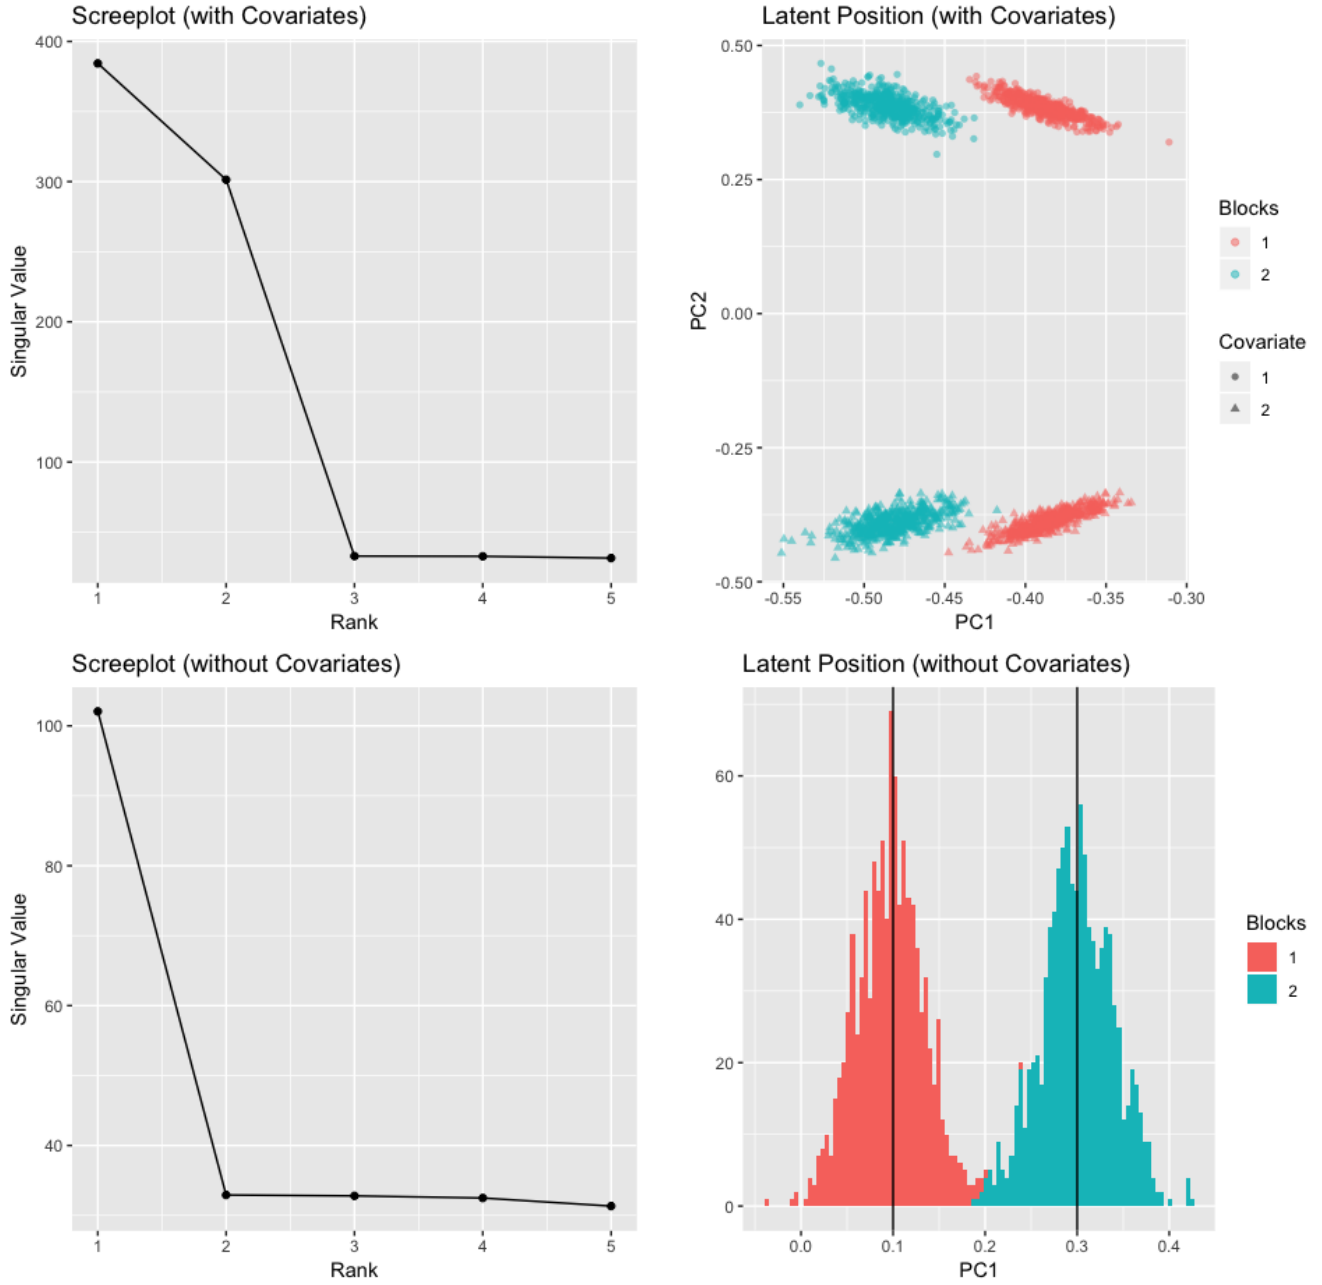 Screeplot (with Covariates)
400
300
200
100
Singular Value
1 2 3 4 5
Rank
Latent Position (with Covariates)
0.50
0.25
0.00
-0.25
-0.50
PC2
-0.55 -0.50 -0.45 -0.40 -0.35 -0.30
PC1
Blocks
1
2
Covariate
1
2
Screeplot (without Covariates)
100
80
60
40
Singular Value
1 2 3 4 5
Rank
Latent Position (without Covariates)
60
40
20
0
0.0 0.1 0.2 0.3 0.4
PC1
Blocks
1
2